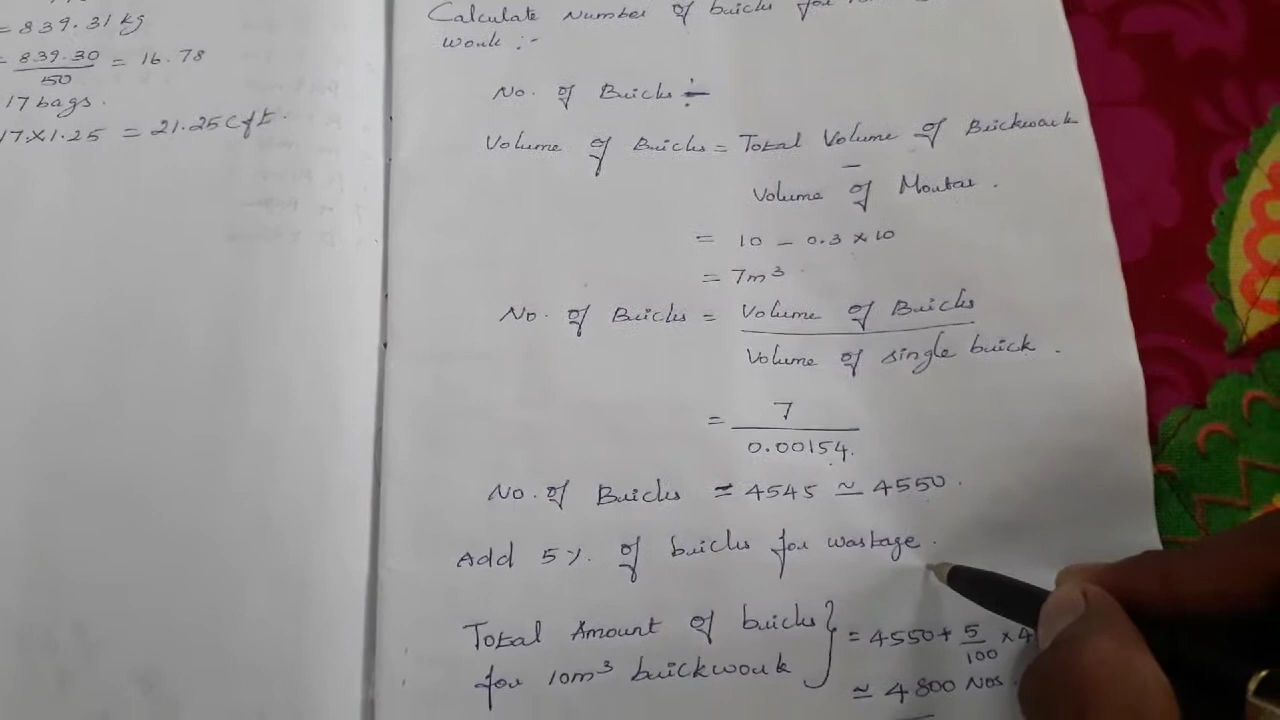 = 839.31 kg
= 839.30 / 50 = 16.78
17 bags.
17 x 1.25 = 21.25 Cft.
Calculate Number of bricks for
work :-
No. of Bricks :-
Volume of Bricks = Total Volume of Brickwork
-
Volume of Mortar .
= 10 - 0.3 x 10
= 7m³
No. of Bricks = Volume of Bricks
Volume of single brick .
= 7
0.00154.
No. of Bricks = 4545 ≃ 4550 .
Add 5% of bricks for wastage .
Total Amount of bricks } = 4550 + 5/100 x 4
for 10m³ brickwork ≃ 4800 Nos.